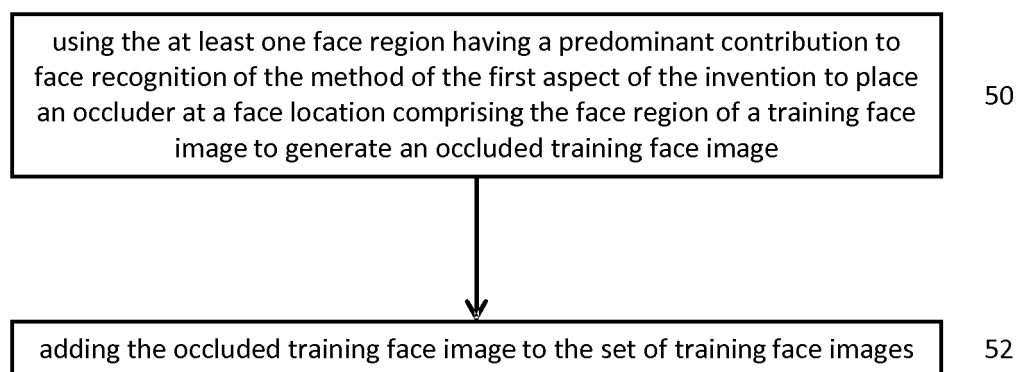 using the at least one face region having a predominant contribution to
face recognition of the method of the first aspect of the invention to place
an occluder at a face location comprising the face region of a training face
image to generate an occluded training face image
50
adding the occluded training face image to the set of training face images
52